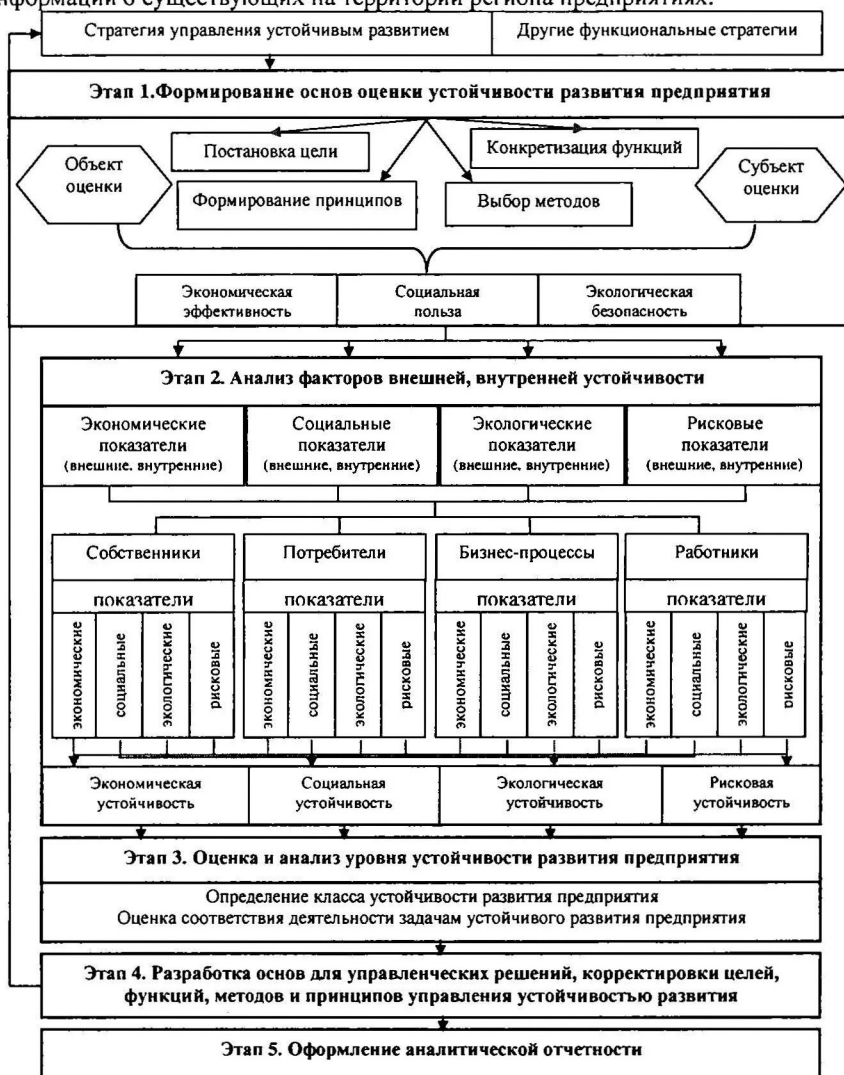 нформации о существующих на территории региона предприятиях.
Стратегия управления устойчивым развитием
Другие функциональные стратегии
Этап 1.Формирование основ оценки устойчивости развития предприятия
Объект
оценки
Постановка цели
Конкретизация функций
Субъект
оценки
Формирование принципов
Выбор методов
Экономическая
эффективность
Социальная
польза
Экологическая
безопасность
Этап 2. Анализ факторов внешней, внутренней устойчивости
Экономические
показатели
(внешние, внутренние)
Социальные
показатели
(внешние, внутренние)
Экологические
показатели
(внешние, внутренние)
Рисковые
показатели
(внешние, внутренние)
Собственники
Потребители
Бизнес-процессы
Работники
показатели
показатели
показатели
показатели
экономические
социальные
экологические
рисковые
экономические
социальные
экологические
рисковые
экономические
социальные
экологические
рисковые
экономические
социальные
экологические
рисковые
Экономическая
устойчивость
Социальная
устойчивость
Экологическая
устойчивость
Рисковая
устойчивость
Этап 3. Оценка и анализ уровня устойчивости развития предприятия
Определение класса устойчивости развития предприятия
Оценка соответствия деятельности задачам устойчивого развития предприятия
Этап 4. Разработка основ для управленческих решений, корректировки целей,
функций, методов и принципов управления устойчивостью развития
Этап 5. Оформление аналитической отчетности